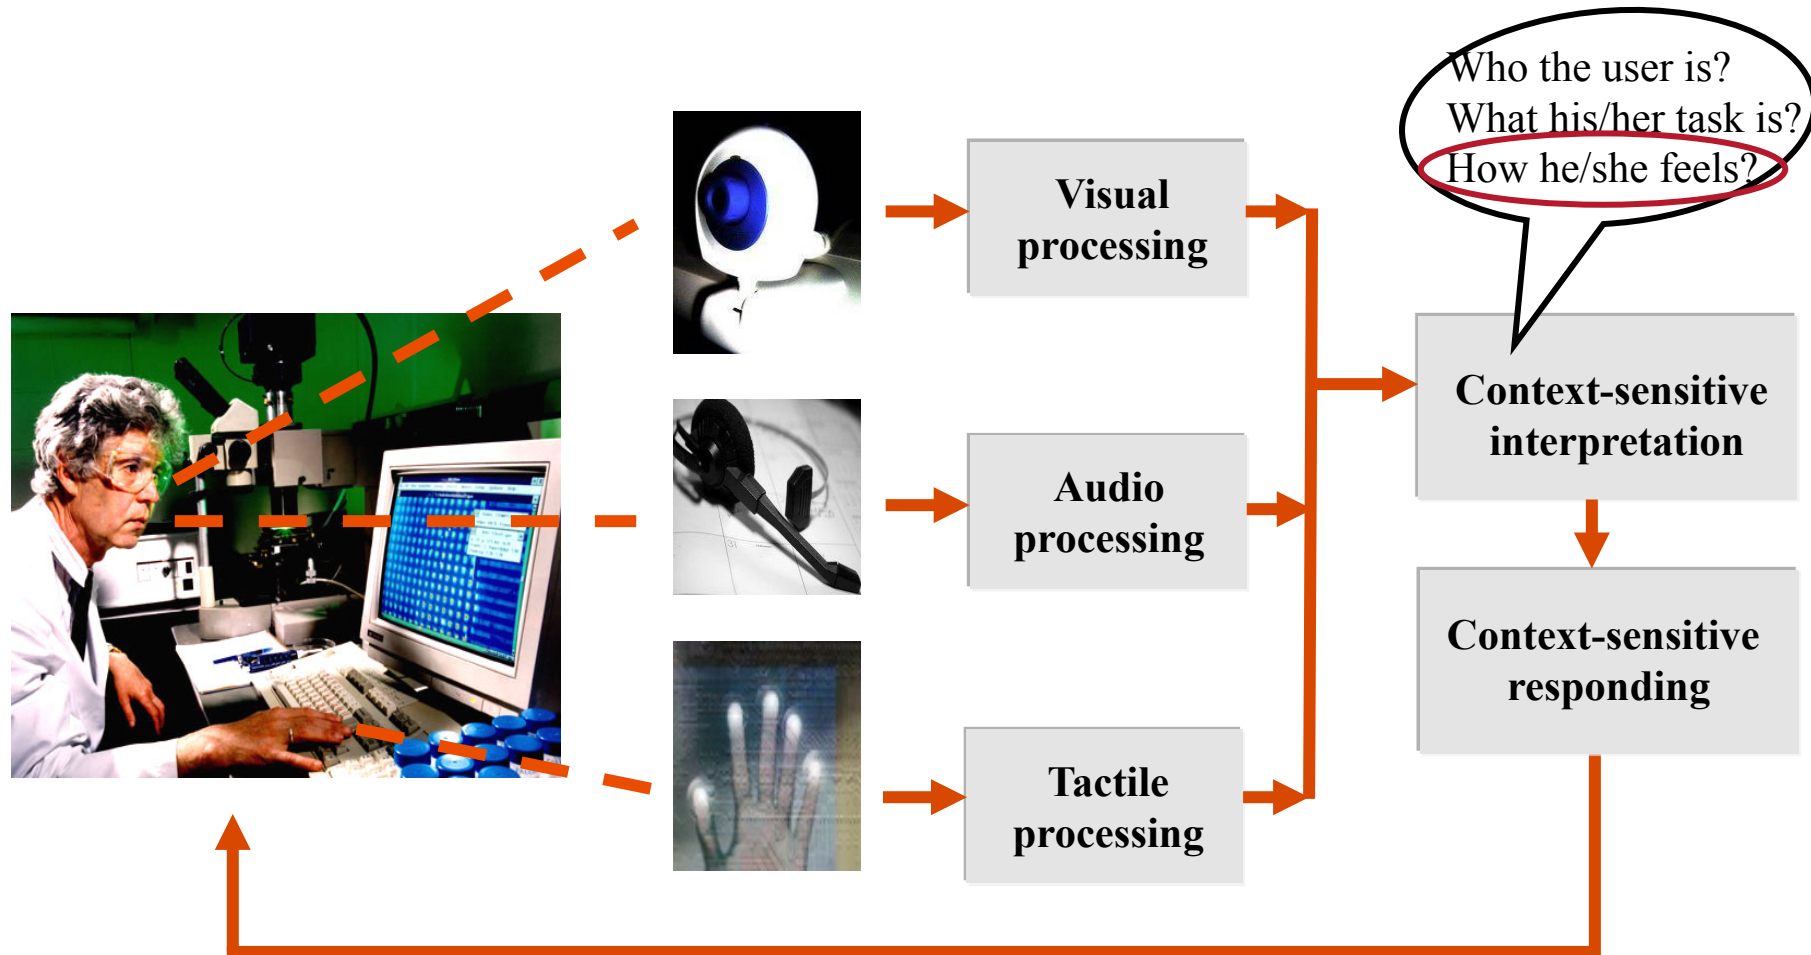 Who the user is?
What his/her task is?
How he/she feels?
Visual
processing
Audio
processing
Tactile
processing
Context-sensitive
interpretation
Context-sensitive
responding
31